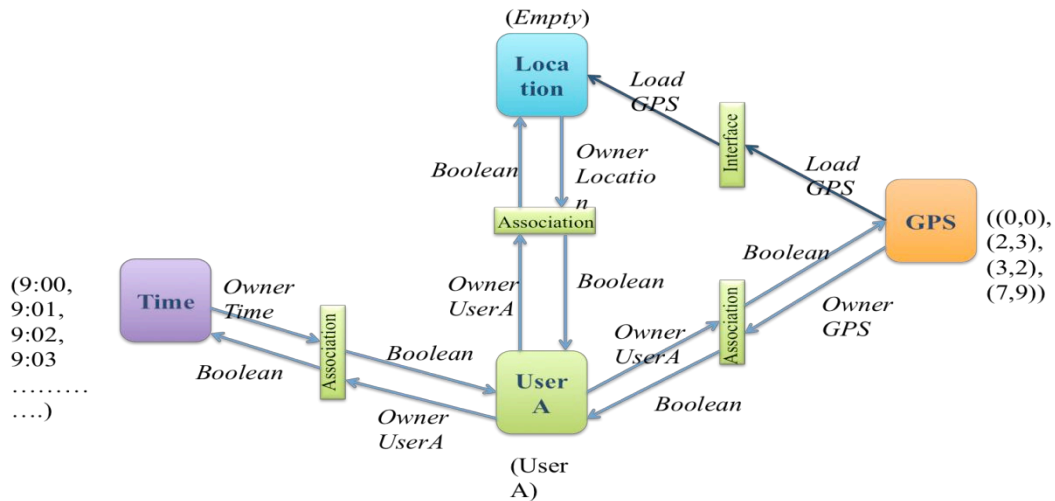 (Empty)
Loca
tion
Load
GPS
Interface
Load
GPS
Boolean
Owner
Locatio
n
Association
GPS
((0,0),
(2,3),
(3,2),
(7,9))
Boolean
Owner
GPS
Association
Owner
UserA
Boolean
Owner
UserA
Boolean
(9:00,
9:01,
9:02,
9:03
………
….)
Time
Owner
Time
Boolean
Association
Boolean
Owner
UserA
User
A
(User
A)